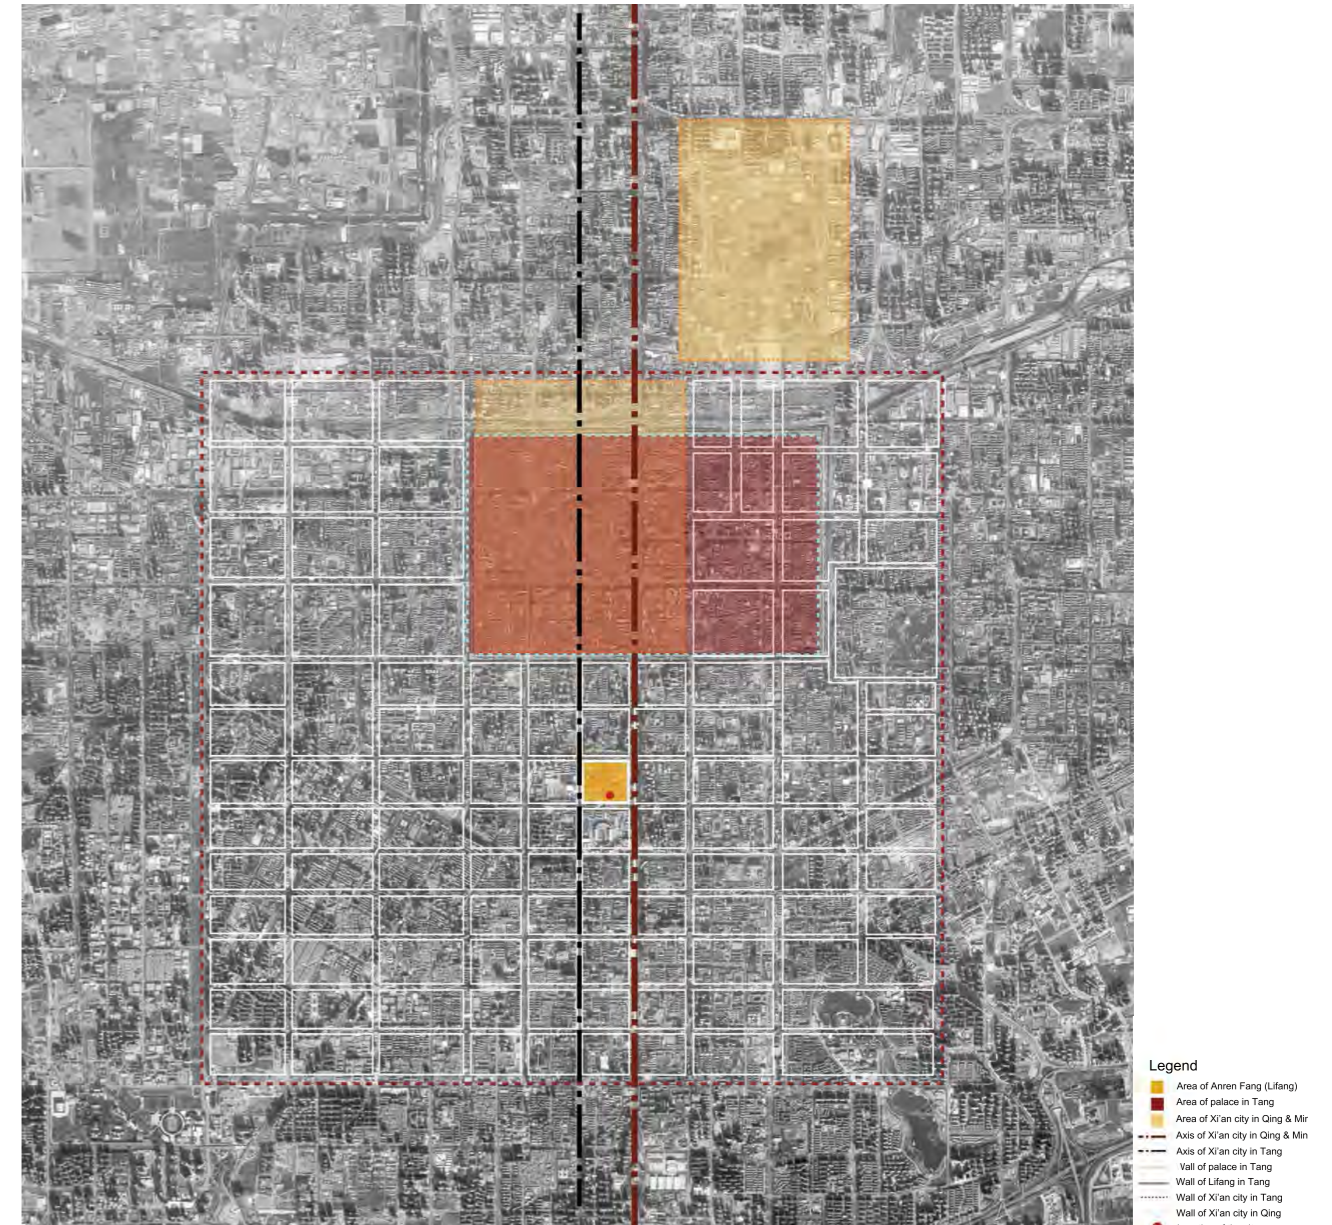 Legend
Area of Anren Fang (Lifang)
Area of palace in Tang
Area of Xi'an city in Qing & Mir
Axis of Xi'an city in Qing & Min
Axis of Xi'an city in Tang
Vall of palace in Tang
Wall of Lifang in Tang
Wall of Xi'an city in Tang
Wall of Xi'an city in Qing